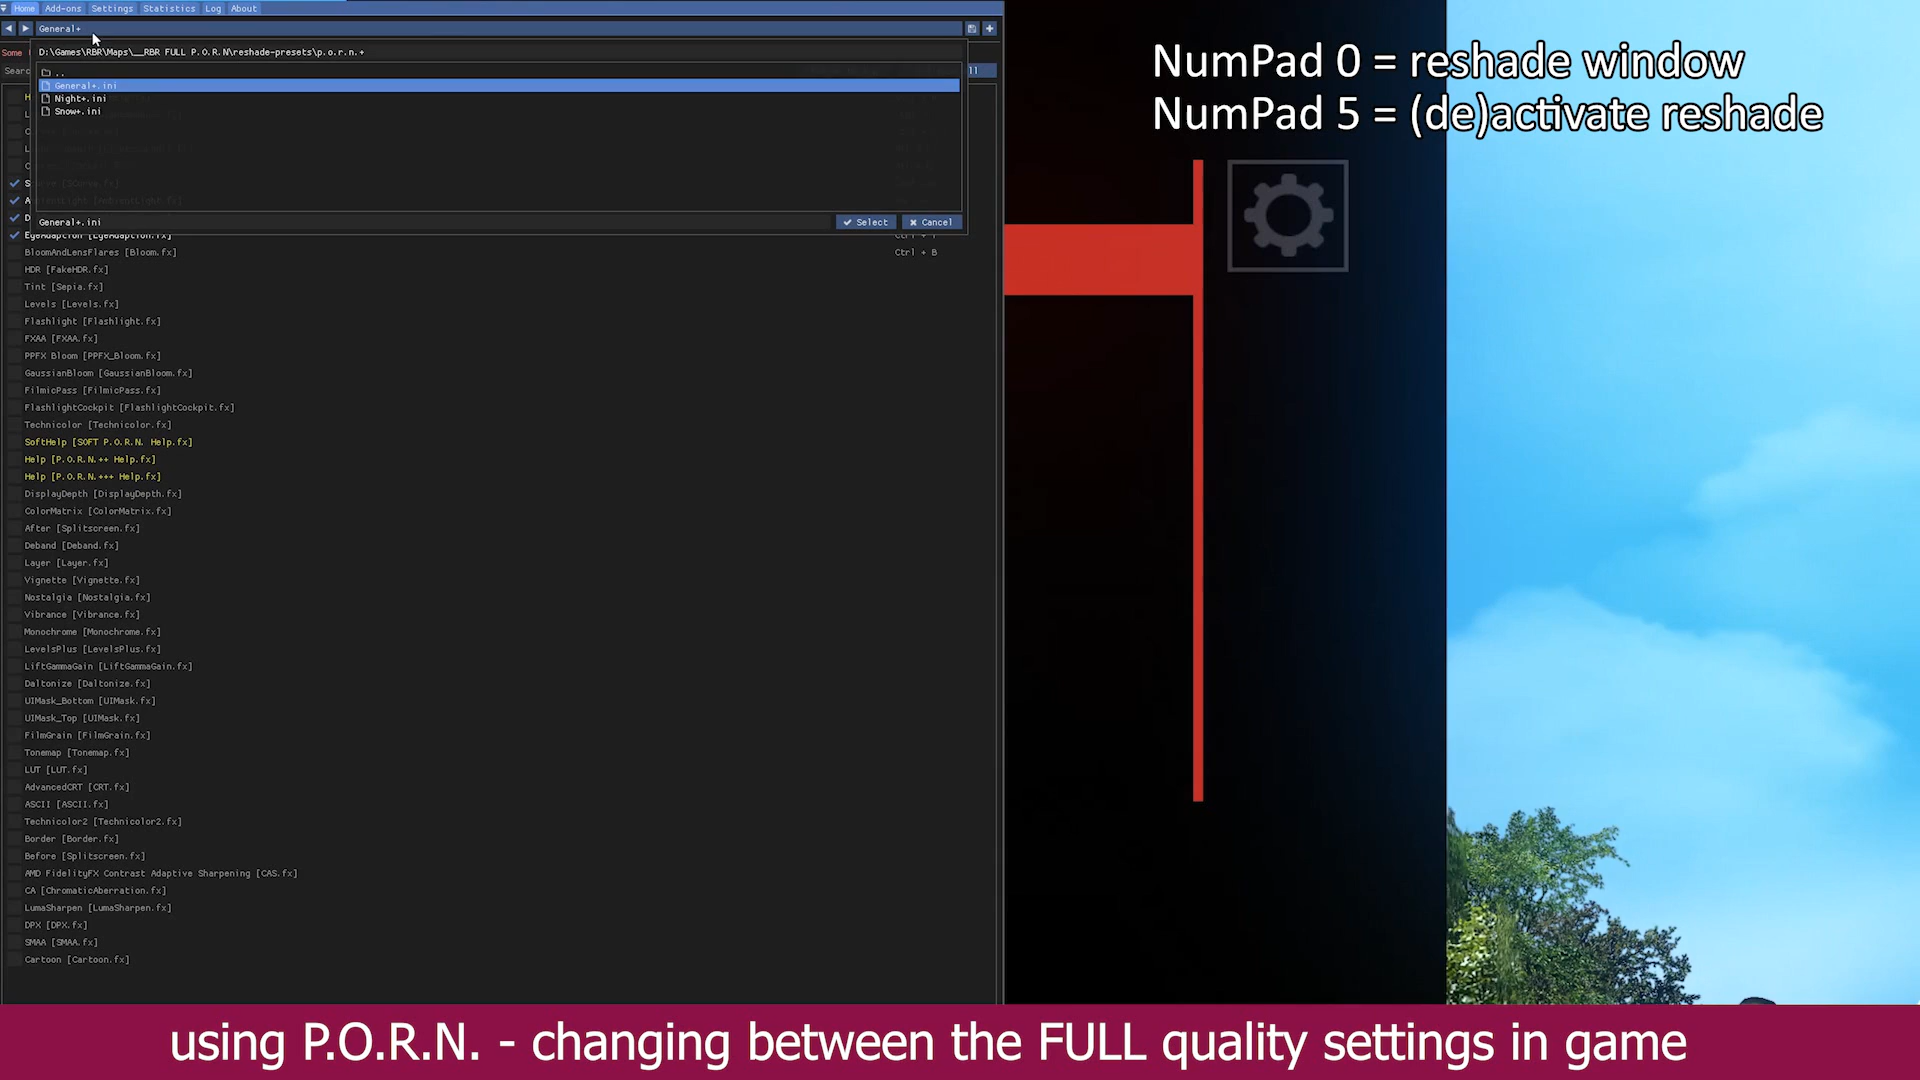 Home Add-ons Settings Statistics Log About
General+
Some
D:\Games\RBR\Maps\__RBR FULL P.O.R.N\reshade-presets\p.o.r.n.+
..
General+.ini
Night+.ini
Snow+.ini
General+.ini
Select Cancel
EyeAdaption [EyeAdaption.fx]
BloomAndLensFlares [Bloom.fx] Ctrl + B
HDR [FakeHDR.fx]
Tint [Sepia.fx]
Levels [Levels.fx]
Flashlight [Flashlight.fx]
FXAA [FXAA.fx]
PPFX Bloom [PPFX_Bloom.fx]
GaussianBloom [GaussianBloom.fx]
FilmicPass [FilmicPass.fx]
FlashlightCockpit [FlashlightCockpit.fx]
Technicolor [Technicolor.fx]
SoftHelp [SOFT P.O.R.N. Help.fx]
Help [P.O.R.N.++ Help.fx]
Help [P.O.R.N.+++ Help.fx]
DisplayDepth [DisplayDepth.fx]
ColorMatrix [ColorMatrix.fx]
After [Splitscreen.fx]
Deband [Deband.fx]
Layer [Layer.fx]
Vignette [Vignette.fx]
Nostalgia [Nostalgia.fx]
Vibrance [Vibrance.fx]
Monochrome [Monochrome.fx]
LevelsPlus [LevelsPlus.fx]
LiftGammaGain [LiftGammaGain.fx]
Daltonize [Daltonize.fx]
UIMask_Bottom [UIMask.fx]
UIMask_Top [UIMask.fx]
FilmGrain [FilmGrain.fx]
Tonemap [Tonemap.fx]
LUT [LUT.fx]
AdvancedCRT [CRT.fx]
ASCII [ASCII.fx]
Technicolor2 [Technicolor2.fx]
Border [Border.fx]
Before [Splitscreen.fx]
AMD FidelityFX Contrast Adaptive Sharpening [CAS.fx]
CA [ChromaticAberration.fx]
LumaSharpen [LumaSharpen.fx]
DPX [DPX.fx]
SMAA [SMAA.fx]
Cartoon [Cartoon.fx]
NumPad 0 = reshade window
NumPad 5 = (de)activate reshade
using P.O.R.N. - changing between the FULL quality settings in game